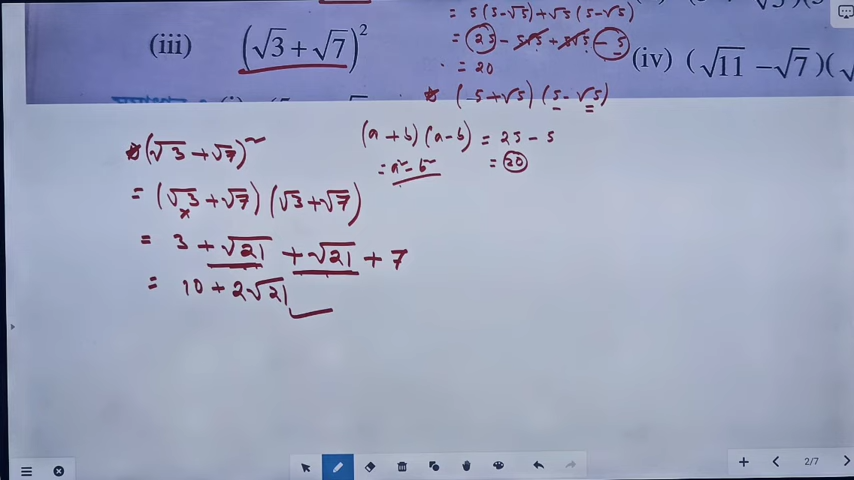 = 5(5-√5)+√5(5-√5)
= 25 - 5√5 + 5√5 - 5
= 20
(iii) (√3 + √7)²
(iv) (√11 - √7)(√
(5+√5)(5-√5)
(a+b)(a-b) = 25-5
= a² - b² = 20
(√3+√7)²
= (√3+√7)(√3+√7)
= 3 + √21 + √21 + 7
= 10 + 2√21
2/7